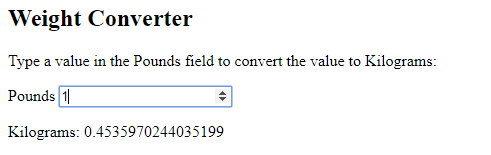 Weight Converter
Type a value in the Pounds field to convert the value to Kilograms:
Pounds 1
Kilograms: 0.4535970244035199